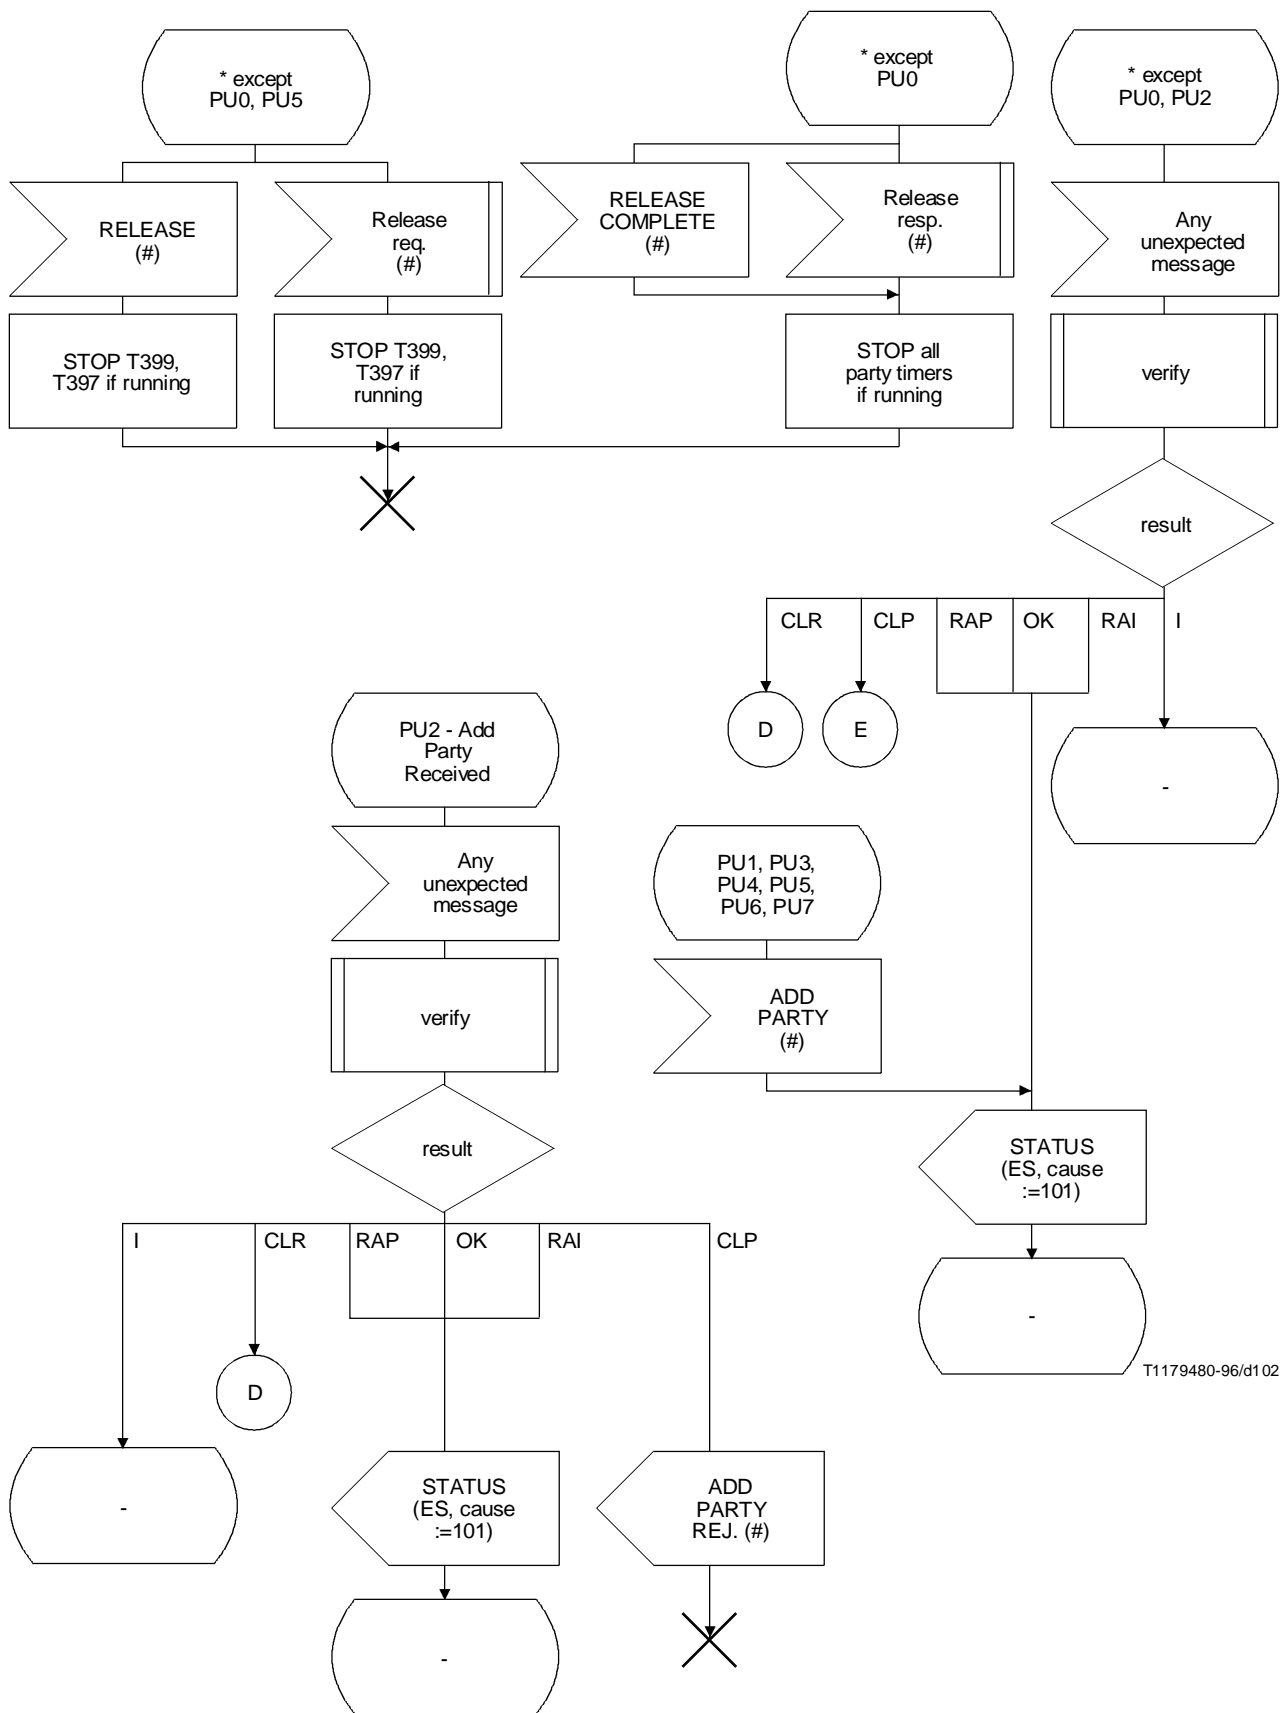 * except
PU0, PU5
* except
PU0
* except
PU0, PU2
RELEASE
(#)
Release
req.
(#)
RELEASE
COMPLETE
(#)
Release
resp.
(#)
Any
unexpected
message
STOP T399,
T397 if running
STOP T399,
T397 if
running
STOP all
party timers
if running
verify
result
CLR
CLP
RAP
OK
RAI
I
D
E
-
PU2 - Add
Party
Received
Any
unexpected
message
verify
result
PU1, PU3,
PU4, PU5,
PU6, PU7
ADD
PARTY
(#)
STATUS
(ES, cause
:=101)
-
T1179480-96/d102
I
CLR
RAP
OK
RAI
CLP
D
-
STATUS
(ES, cause
:=101)
ADD
PARTY
REJ. (#)
-